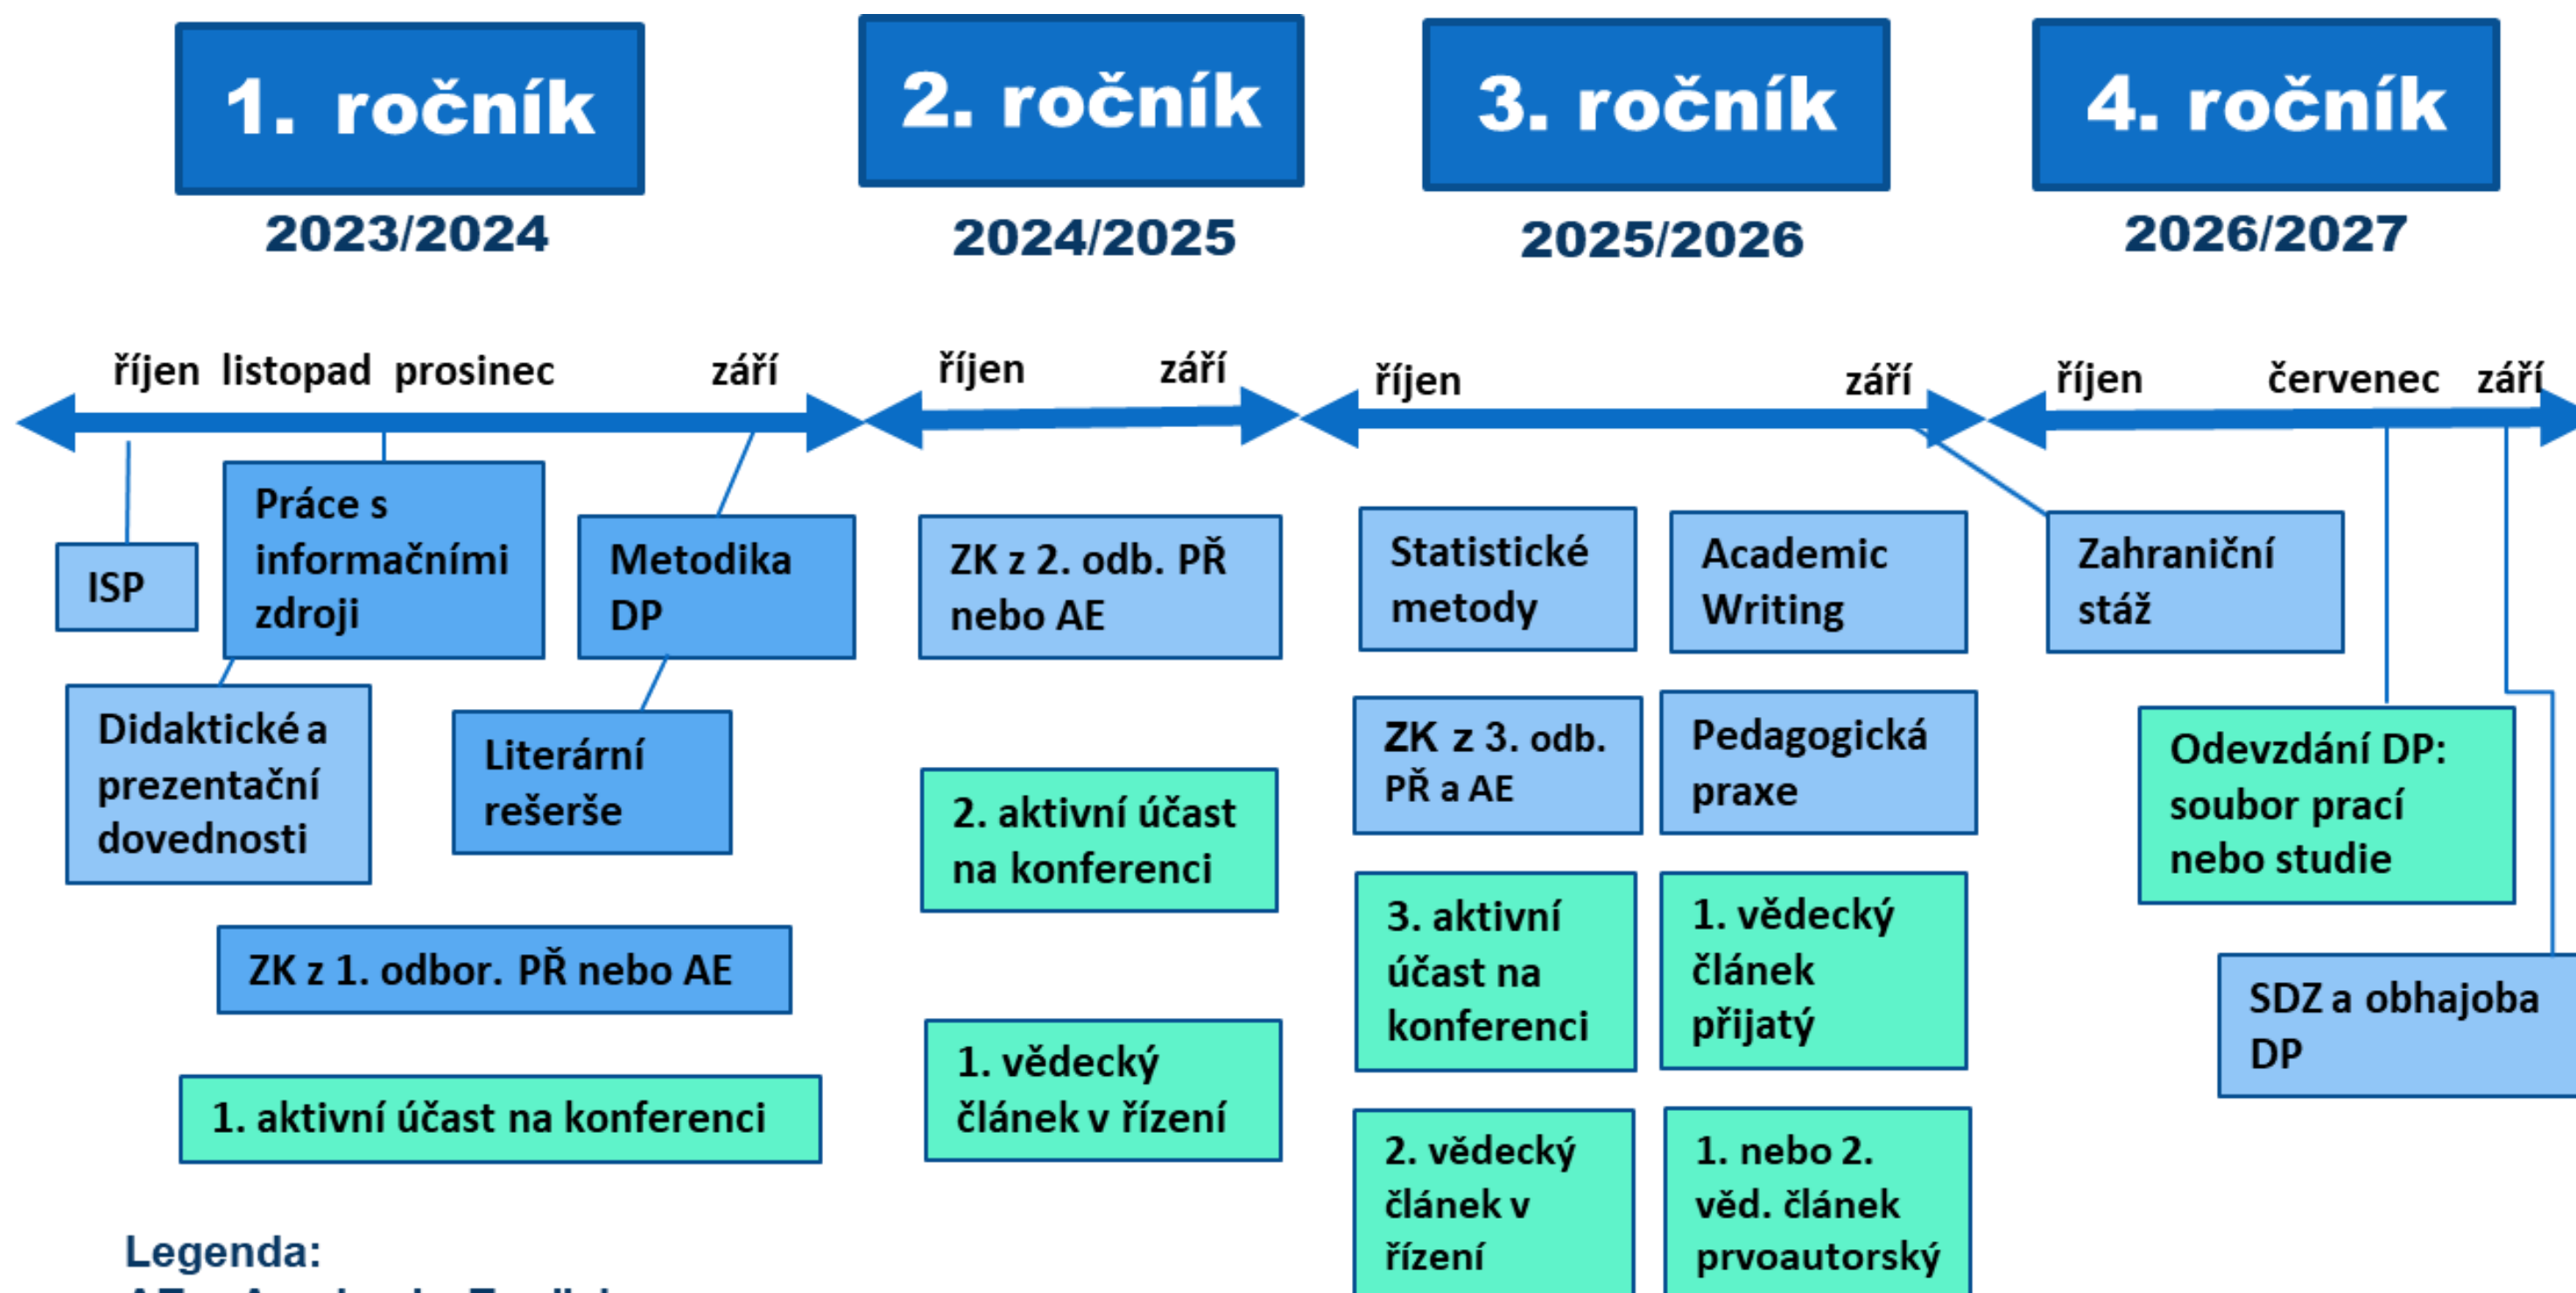 1. ročník
2023/2024
2. ročník
2024/2025
3. ročník
2025/2026
4. ročník
2026/2027
říjen listopad prosinec září
říjen září
říjen září
říjen červenec září
ISP
Práce s
informačními
zdroji
Metodika
DP
Didaktické a
prezentační
dovednosti
Literární
rešerše
ZK z 1. odbor. PŘ nebo AE
1. aktivní účast na konferenci
ZK z 2. odb. PŘ
nebo AE
2. aktivní účast
na konferenci
1. vědecký
článek v řízení
Statistické
metody
Academic
Writing
ZK z 3. odb.
PŘ a AE
Pedagogická
praxe
3. aktivní
účast na
konferenci
1. vědecký
článek
přijatý
2. vědecký
článek v
řízení
1. nebo 2.
věd. článek
prvoautorský
Zahraniční
stáž
Odevzdání DP:
soubor prací
nebo studie
SDZ a obhajoba
DP
Legenda: